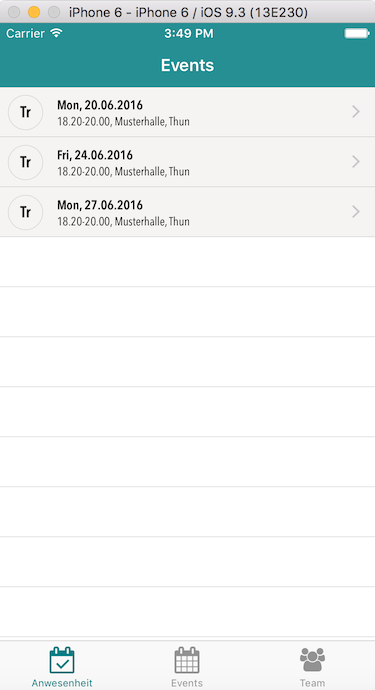 iPhone 6 - iPhone 6 / iOS 9.3 (13E230)
Carrier 3:49 PM
Events
Tr Mon, 20.06.2016
18.20-20.00, Musterhalle, Thun
Tr Fri, 24.06.2016
18.20-20.00, Musterhalle, Thun
Tr Mon, 27.06.2016
18.20-20.00, Musterhalle, Thun
Anwesenheit Events Team